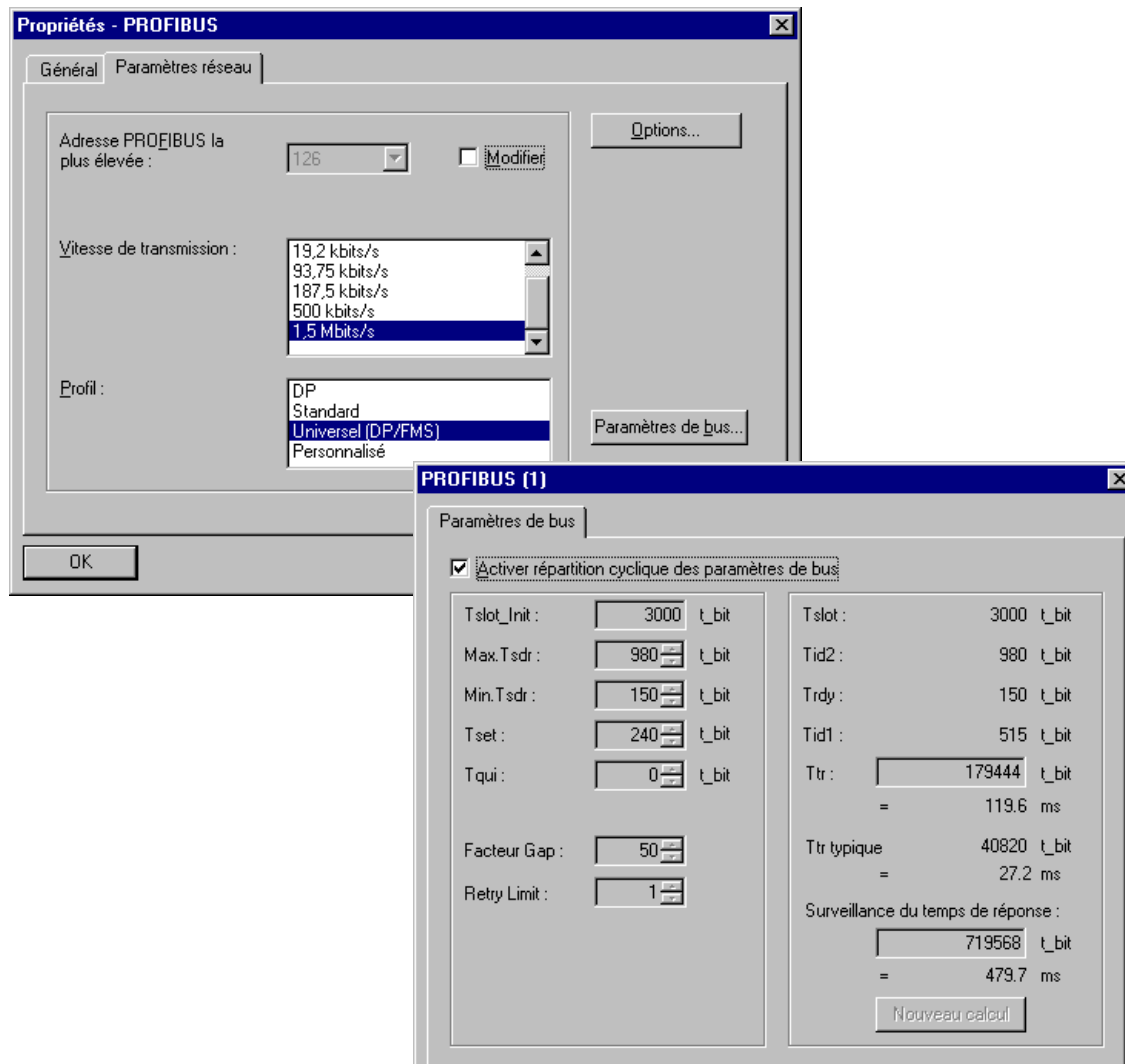 Propriétés - PROFIBUS
Général Paramètres réseau
Adresse PROFIBUS la plus élevée :
126
Modifier
Options...
Vitesse de transmission :
19,2 kbits/s
93,75 kbits/s
187,5 kbits/s
500 kbits/s
1,5 Mbits/s
Profil :
DP
Standard
Universel (DP/FMS)
Personnalisé
Paramètres de bus...
OK
PROFIBUS (1)
Paramètres de bus
Activer répartition cyclique des paramètres de bus
Tslot_Init : 3000 t_bit
Max.Tsdr : 980 t_bit
Min.Tsdr : 150 t_bit
Tset : 240 t_bit
Tqui : 0 t_bit
Facteur Gap : 50
Retry Limit : 1
Tslot : 3000 t_bit
Tid2 : 980 t_bit
Trdy : 150 t_bit
Tid1 : 515 t_bit
Ttr : 179444 t_bit
= 119.6 ms
Ttr typique 40820 t_bit
= 27.2 ms
Surveillance du temps de réponse :
719568 t_bit
= 479.7 ms
Nouveau calcul